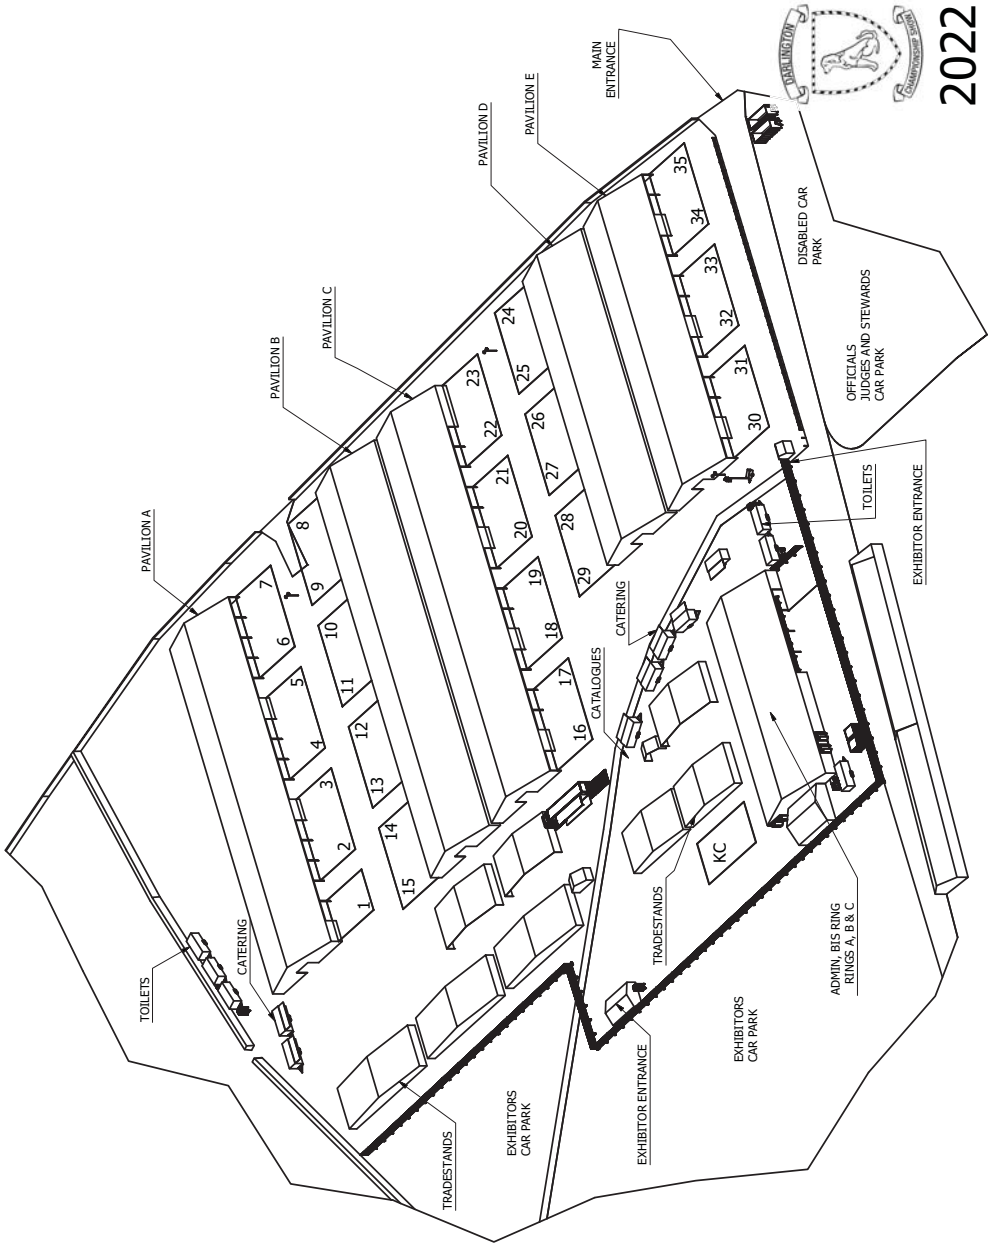 DARLINGTON
CHAMPIONSHIP SHOW
2022
MAIN
ENTRANCE
PAVILION E
PAVILION D
PAVILION C
PAVILION B
PAVILION A
TOILETS
CATERING
1
2
3
4
5
6
7
8
9
10
11
12
13
14
15
16
17
18
19
20
21
22
23
24
25
26
27
28
29
30
31
32
33
34
35
DISABLED CAR
PARK
OFFICIALS
JUDGES AND STEWARDS
CAR PARK
EXHIBITOR ENTRANCE
TOILETS
CATERING
CATALOGUES
KC
TRADESTANDS
ADMIN, BIS RING
RINGS A, B & C
EXHIBITORS
CAR PARK
EXHIBITOR ENTRANCE
EXHIBITORS
CAR PARK
TRADESTANDS